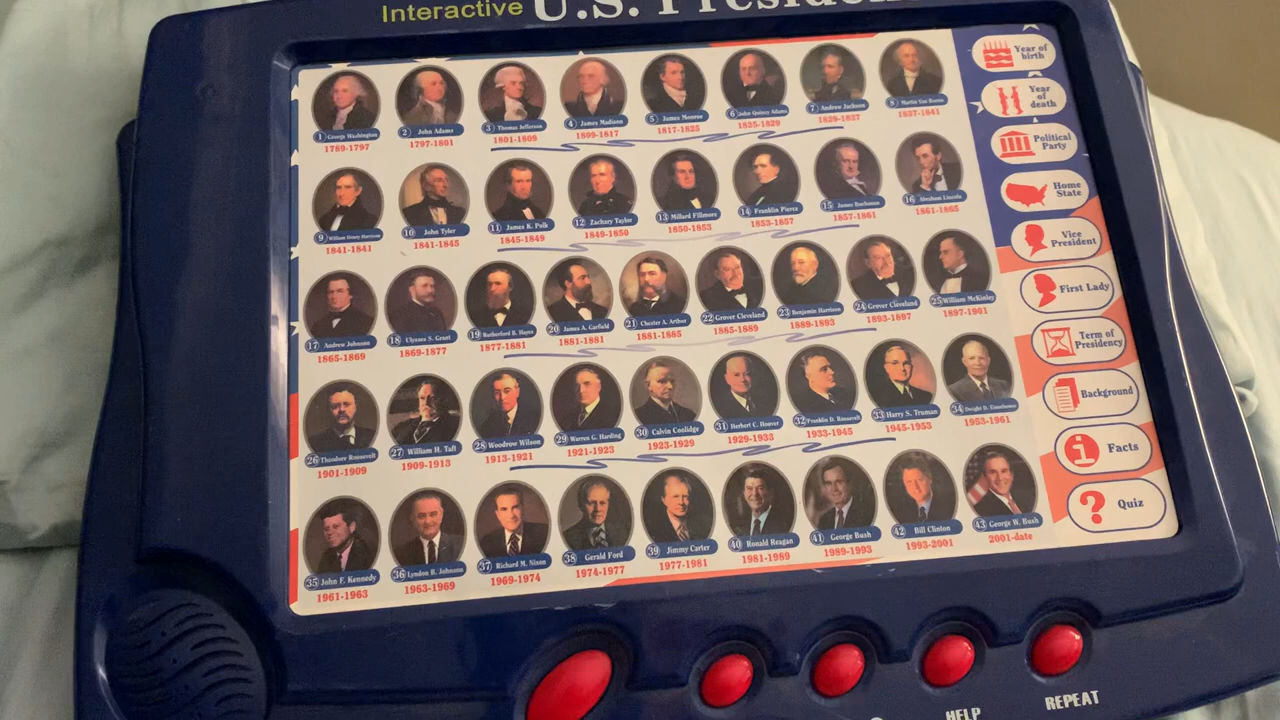 Interactive U.S.
1 George Washington
1789-1797
2 John Adams
1797-1801
3 Thomas Jefferson
1801-1809
4 James Madison
1809-1817
5 James Monroe
1817-1825
6 John Quincy Adams
1825-1829
7 Andrew Jackson
1829-1837
8 Martin Van Buren
1837-1841
9 William Henry Harrison
1841-1841
10 John Tyler
1841-1845
11 James K. Polk
1845-1849
12 Zachary Taylor
1849-1850
13 Millard Fillmore
1850-1853
14 Franklin Pierce
1853-1857
15 James Buchanan
1857-1861
16 Abraham Lincoln
1861-1865
17 Andrew Johnson
1865-1869
18 Ulysses S. Grant
1869-1877
19 Rutherford B. Hayes
1877-1881
20 James A. Garfield
1881-1881
21 Chester A. Arthur
1881-1885
22 Grover Cleveland
1885-1889
23 Benjamin Harrison
1889-1893
24 Grover Cleveland
1893-1897
25 William McKinley
1897-1901
26 Theodore Roosevelt
1901-1909
27 William H. Taft
1909-1913
28 Woodrow Wilson
1913-1921
29 Warren G. Harding
1921-1923
30 Calvin Coolidge
1923-1929
31 Herbert C. Hoover
1929-1933
32 Franklin D. Roosevelt
1933-1945
33 Harry S. Truman
1945-1953
34 Dwight D. Eisenhower
1953-1961
35 John F. Kennedy
1961-1963
36 Lyndon B. Johnson
1963-1969
37 Richard M. Nixon
1969-1974
38 Gerald Ford
1974-1977
39 Jimmy Carter
1977-1981
40 Ronald Reagan
1981-1989
41 George Bush
1989-1993
42 Bill Clinton
1993-2001
43 George W. Bush
2001-date
Year of
birth
Year
of
death
Political
Party
Home
State
Vice
President
First Lady
Term of
Presidency
Background
Facts
? Quiz
HELP
REPEAT